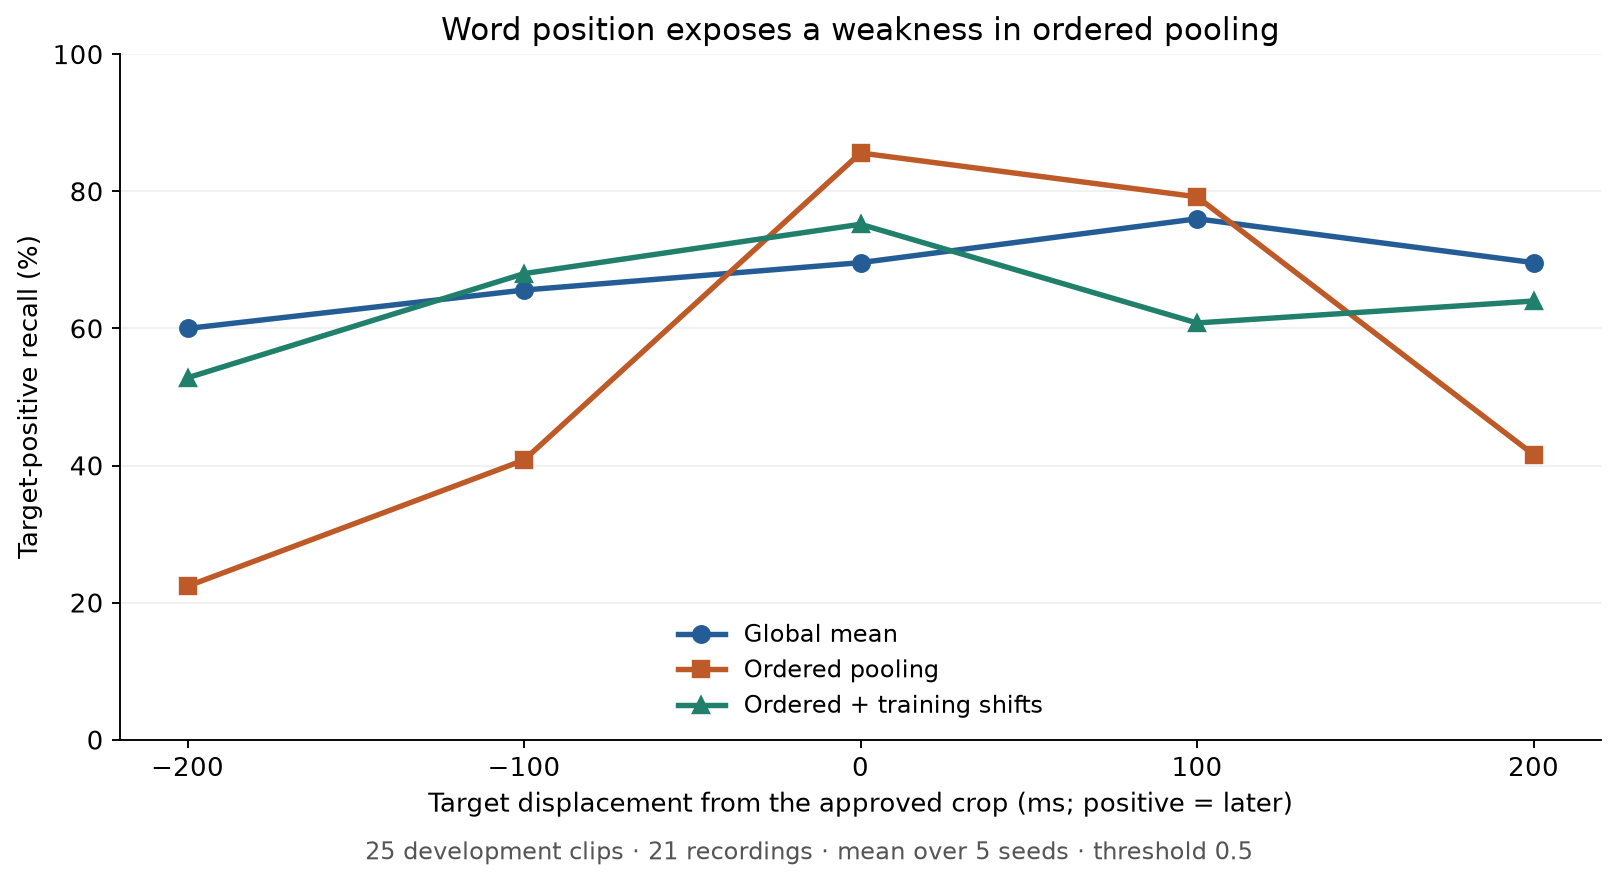 Word position exposes a weakness in ordered pooling
Target-positive recall (%)
100
80
60
40
20
0
Global mean
Ordered pooling
Ordered + training shifts
−200 −100 0 100 200
Target displacement from the approved crop (ms; positive = later)
25 development clips · 21 recordings · mean over 5 seeds · threshold 0.5